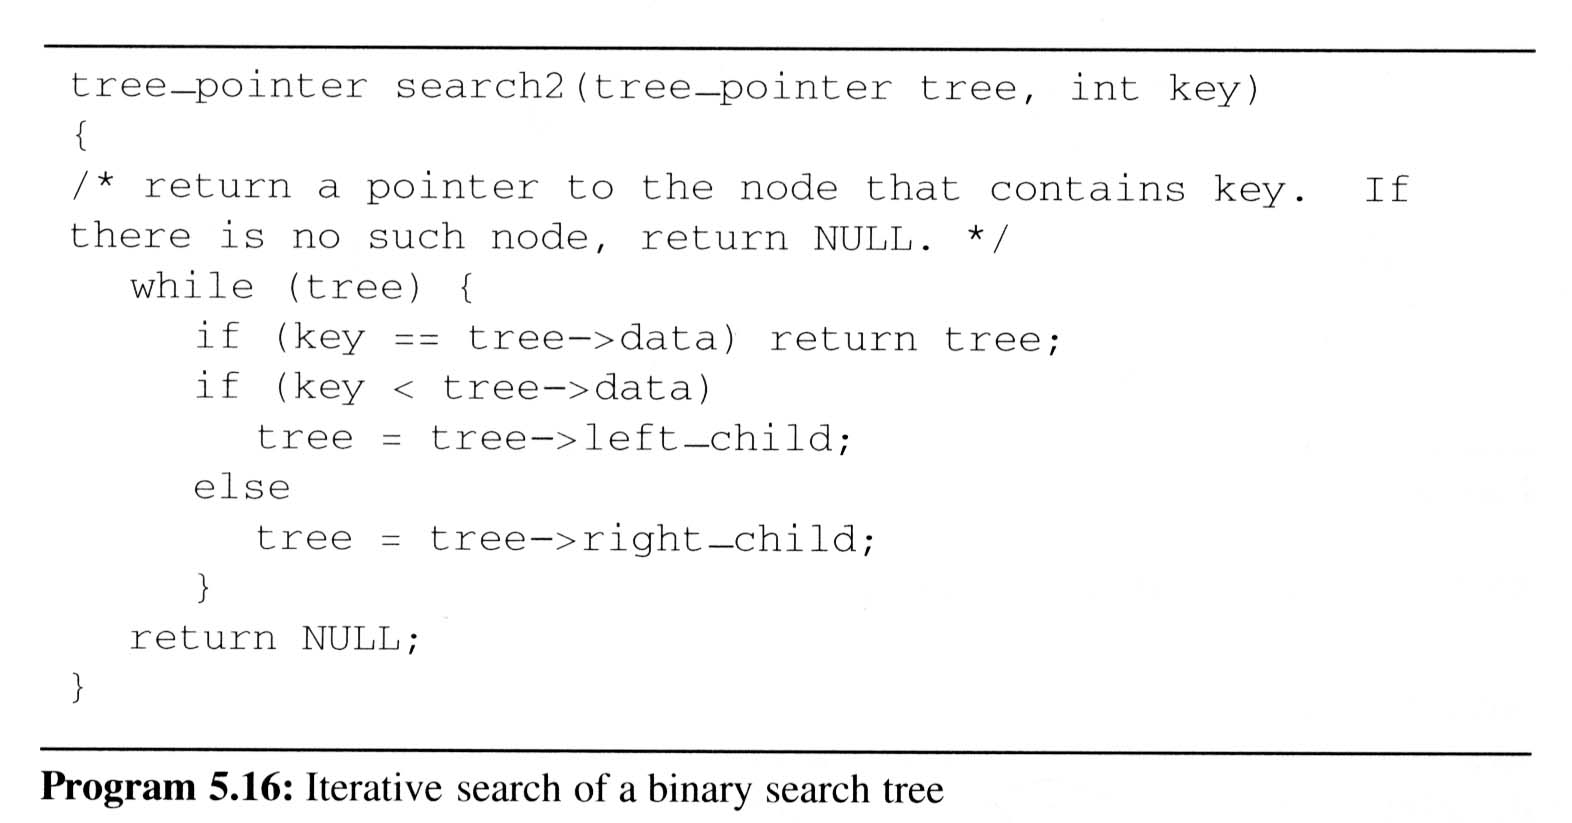 tree_pointer search2(tree_pointer tree, int key)
{
/* return a pointer to the node that contains key.  If
there is no such node, return NULL. */
   while (tree) {
      if (key == tree->data) return tree;
      if (key < tree->data)
         tree = tree->left_child;
      else
         tree = tree->right_child;
      }
   return NULL;
}
Program 5.16: Iterative search of a binary search tree